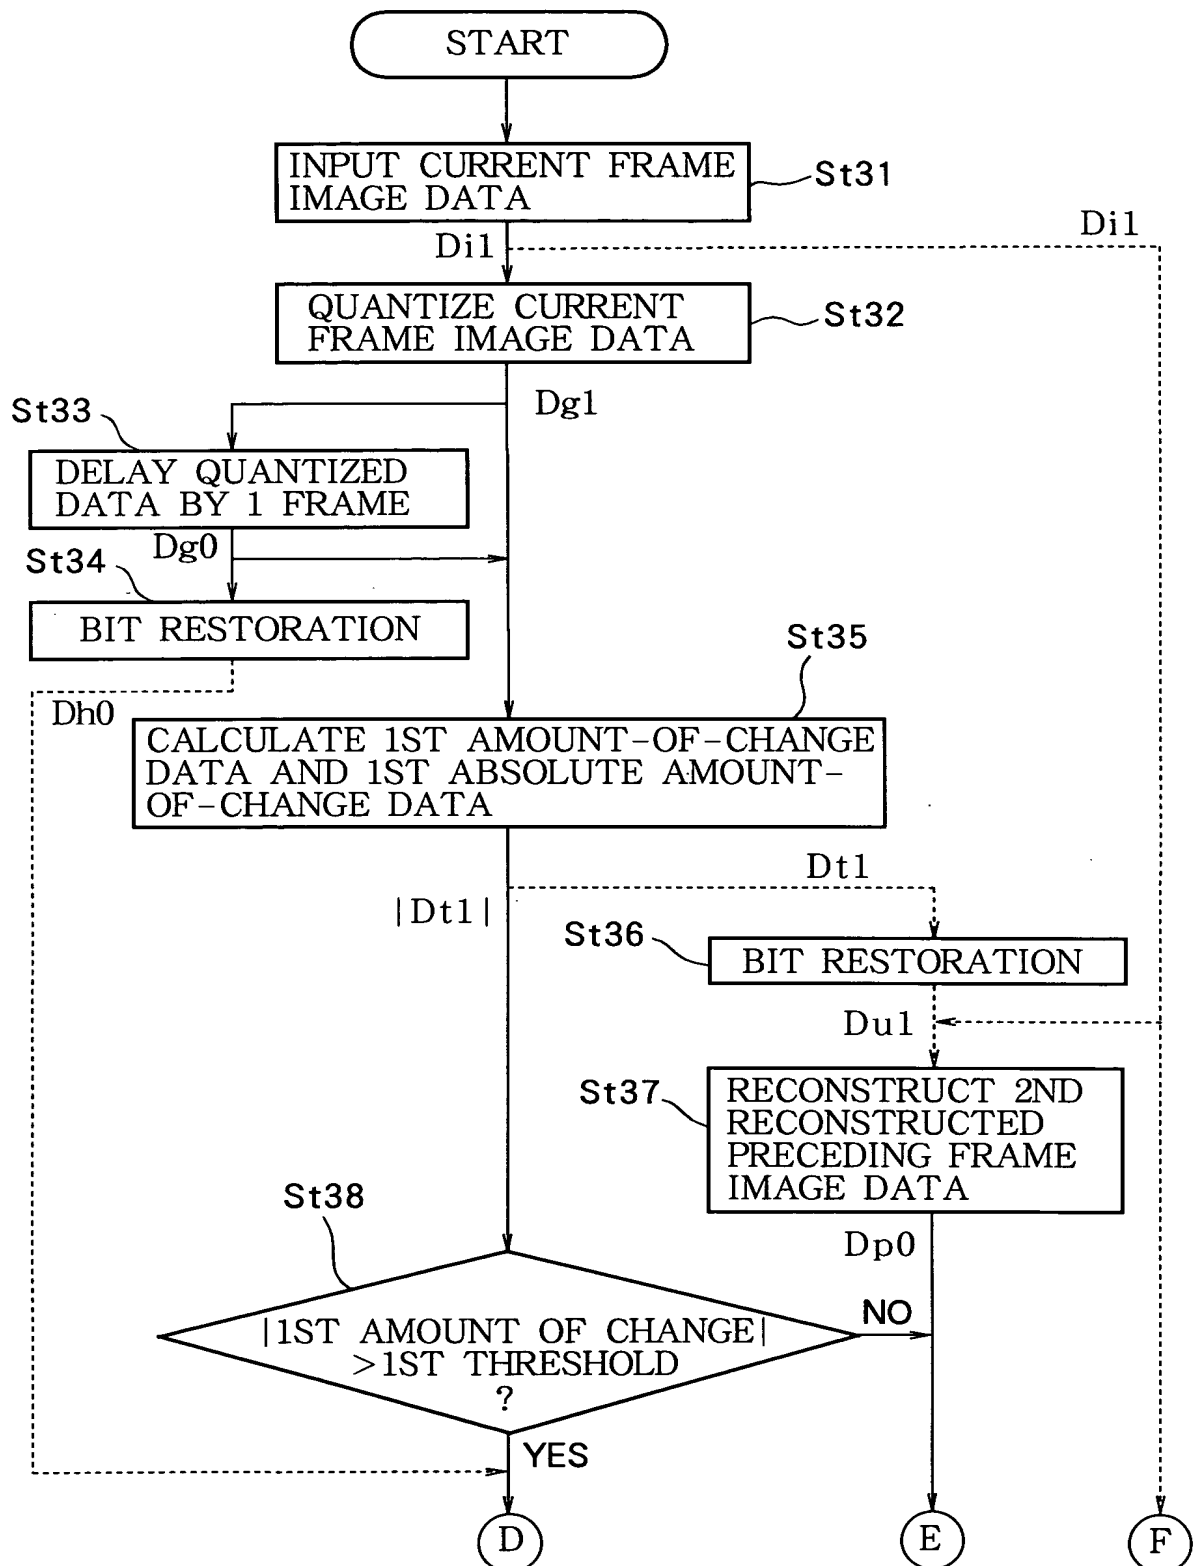 START
INPUT CURRENT FRAME
IMAGE DATA
St31
Di1
Di1
QUANTIZE CURRENT
FRAME IMAGE DATA
St32
Dg1
St33
DELAY QUANTIZED
DATA BY 1 FRAME
Dg0
St34
BIT RESTORATION
Dh0
St35
CALCULATE 1ST AMOUNT-OF-CHANGE
DATA AND 1ST ABSOLUTE AMOUNT-
OF-CHANGE DATA
Dt1
|Dt1|
St36
BIT RESTORATION
Du1
St37
RECONSTRUCT 2ND
RECONSTRUCTED
PRECEDING FRAME
IMAGE DATA
Dp0
St38
|1ST AMOUNT OF CHANGE|
>1ST THRESHOLD
?
NO
YES
D
E
F